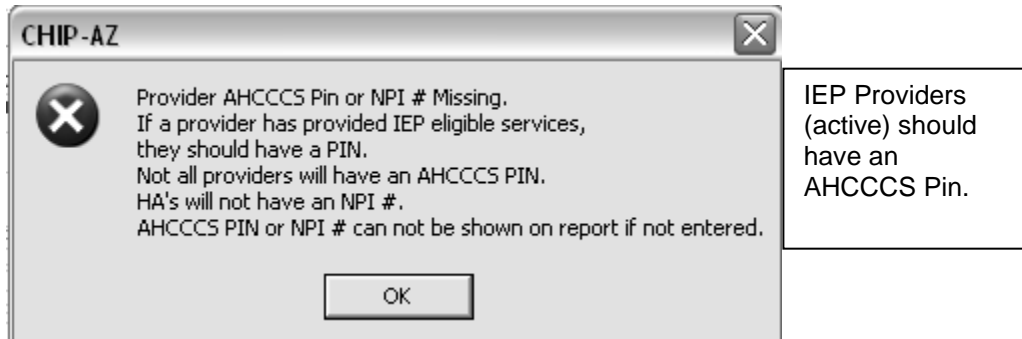 CHIP-AZ
Provider AHCCCS Pin or NPI # Missing.
If a provider has provided IEP eligible services,
they should have a PIN.
Not all providers will have an AHCCCS PIN.
HA's will not have an NPI #.
AHCCCS PIN or NPI # can not be shown on report if not entered.
OK
IEP Providers
(active) should
have an
AHCCCS Pin.